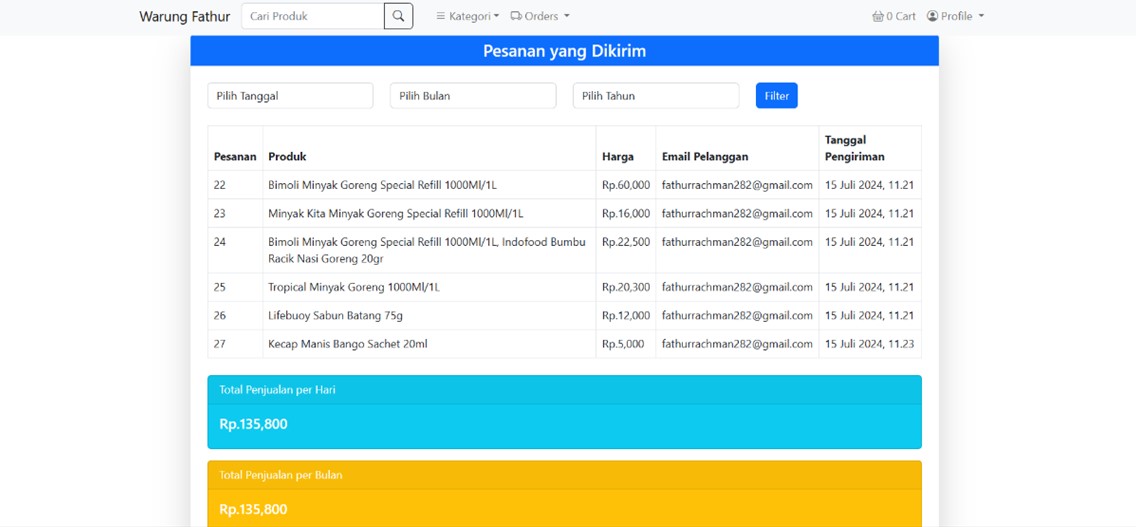 Warung Fathur Cari Produk Kategori Orders 0 Cart Profile
Pesanan yang Dikirim
Pilih Tanggal Pilih Bulan Pilih Tahun Filter
Pesanan Produk Harga Email Pelanggan Tanggal Pengiriman
22 Bimoli Minyak Goreng Special Refill 1000Ml/1L Rp.60,000 fathurrachman282@gmail.com 15 Juli 2024, 11.21
23 Minyak Kita Minyak Goreng Special Refill 1000Ml/1L Rp.16,000 fathurrachman282@gmail.com 15 Juli 2024, 11.21
24 Bimoli Minyak Goreng Special Refill 1000Ml/1L, Indofood Bumbu Rp.22,500 fathurrachman282@gmail.com 15 Juli 2024, 11.21
Racik Nasi Goreng 20gr
25 Tropical Minyak Goreng 1000Ml/1L Rp.20,300 fathurrachman282@gmail.com 15 Juli 2024, 11.21
26 Lifebuoy Sabun Batang 75g Rp.12,000 fathurrachman282@gmail.com 15 Juli 2024, 11.21
27 Kecap Manis Bango Sachet 20ml Rp.5,000 fathurrachman282@gmail.com 15 Juli 2024, 11.23
Total Penjualan per Hari
Rp.135,800
Total Penjualan per Bulan
Rp.135,800